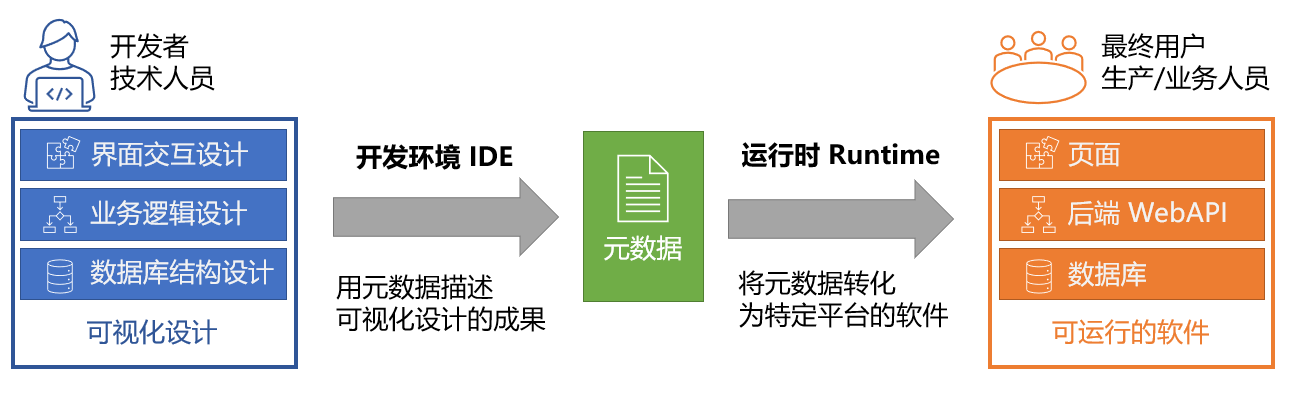 开发者
技术人员
</>
界面交互设计
业务逻辑设计
数据库结构设计
可视化设计
开发环境 IDE
用元数据描述
可视化设计的成果
元数据
运行时 Runtime
将元数据转化
为特定平台的软件
最终用户
生产/业务人员
页面
后端 WebAPI
数据库
可运行的软件